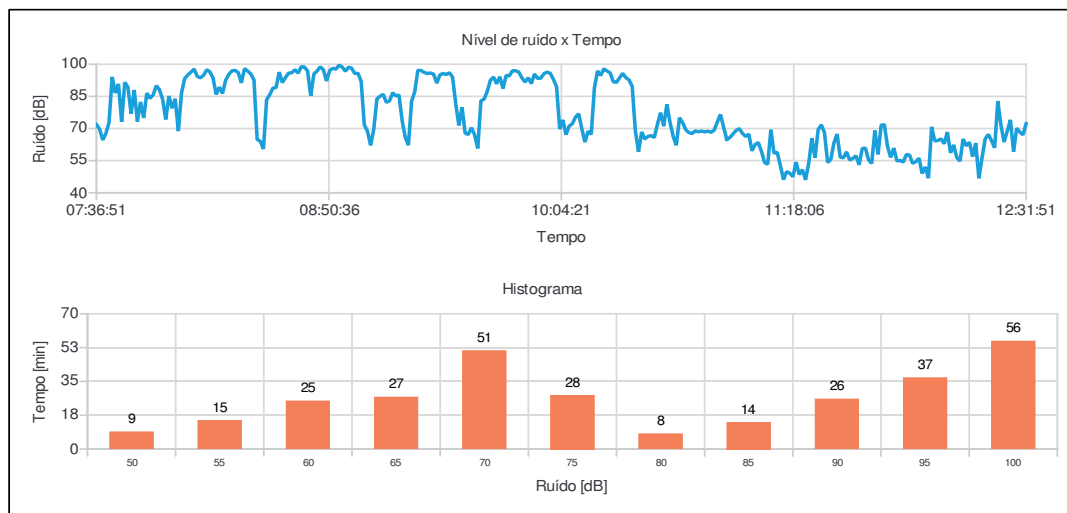 Nível de ruído x Tempo
100
85
70
55
40
Ruído [dB]
07:36:51 08:50:36 10:04:21 11:18:06 12:31:51
Tempo
Histograma
70
53
35
18
0
Tempo [min]
9 15 25 27 51 28 8 14 26 37 56
50 55 60 65 70 75 80 85 90 95 100
Ruído [dB]